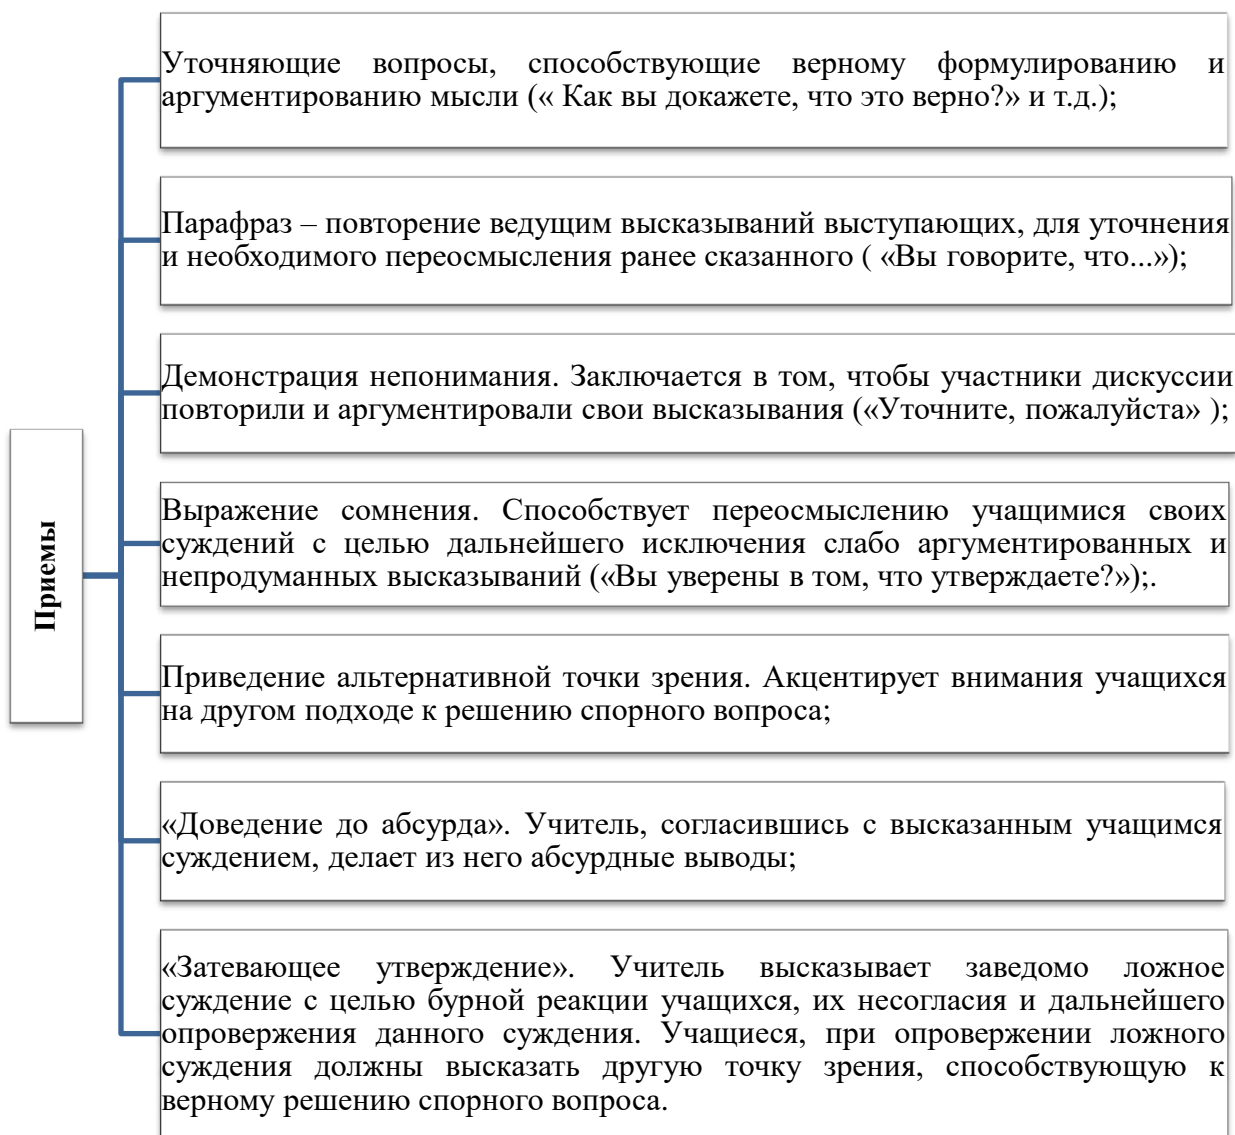 Уточняющие вопросы, способствующие верному формулированию и
аргументированию мысли (« Как вы докажете, что это верно?» и т.д.);
Парафраз – повторение ведущим высказываний выступающих, для уточнения
и необходимого переосмысления ранее сказанного ( «Вы говорите, что...»);
Демонстрация непонимания. Заключается в том, чтобы участники дискуссии
повторили и аргументировали свои высказывания («Уточните, пожалуйста» );
Приемы
Выражение сомнения. Способствует переосмыслению учащимися своих
суждений с целью дальнейшего исключения слабо аргументированных и
непродуманных высказываний («Вы уверены в том, что утверждаете?»);.
Приведение альтернативной точки зрения. Акцентирует внимания учащихся
на другом подходе к решению спорного вопроса;
«Доведение до абсурда». Учитель, согласившись с высказанным учащимся
суждением, делает из него абсурдные выводы;
«Затевающее утверждение». Учитель высказывает заведомо ложное
суждение с целью бурной реакции учащихся, их несогласия и дальнейшего
опровержения данного суждения. Учащиеся, при опровержении ложного
суждения должны высказать другую точку зрения, способствующую к
верному решению спорного вопроса.